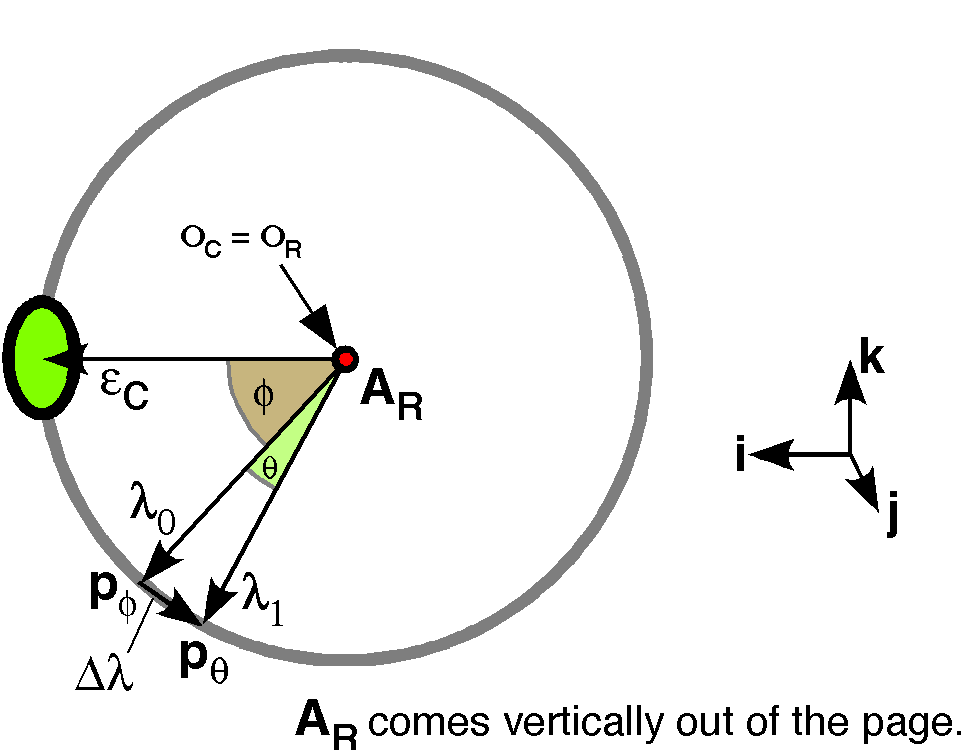 O_C = O_R
k
ε_C
ϕ
A_R
i
θ
j
λ_0
p_ϕ
λ_1
p_θ
Δλ
A_R comes vertically out of the page.